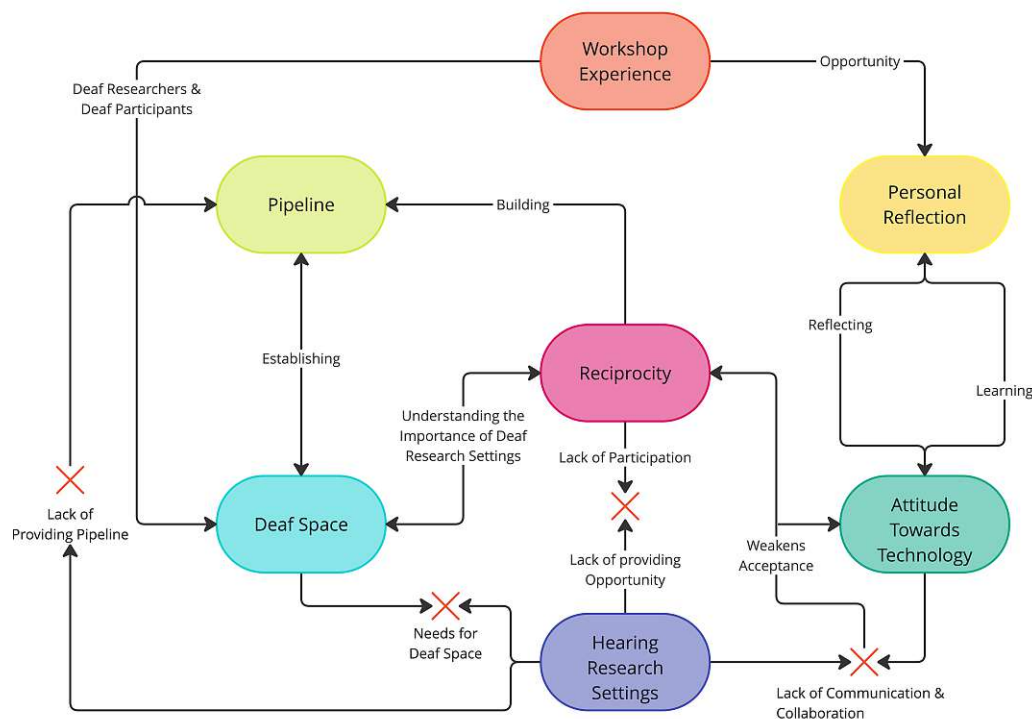 Workshop
Experience
Opportunity
Deaf Researchers &
Deaf Participants
Pipeline
Building
Personal
Reflection
Reflecting
Establishing
Reciprocity
Learning
Understanding the
Importance of Deaf
Research Settings
Lack of Participation
Lack of
Providing Pipeline
Deaf Space
Attitude
Towards
Technology
Weakens
Acceptance
Lack of providing
Opportunity
Needs for
Deaf Space
Hearing
Research
Settings
Lack of Communication &
Collaboration